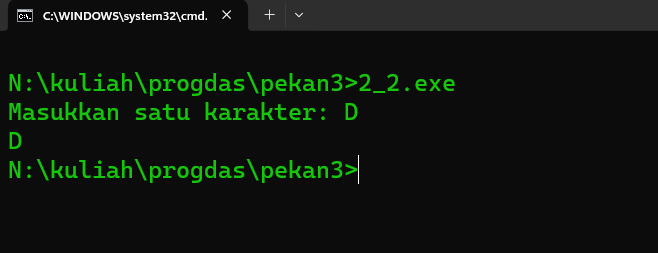 C:\WINDOWS\system32\cmd.
N:\kuliah\progdas\pekan3>2_2.exe
Masukkan satu karakter: D
D
N:\kuliah\progdas\pekan3>